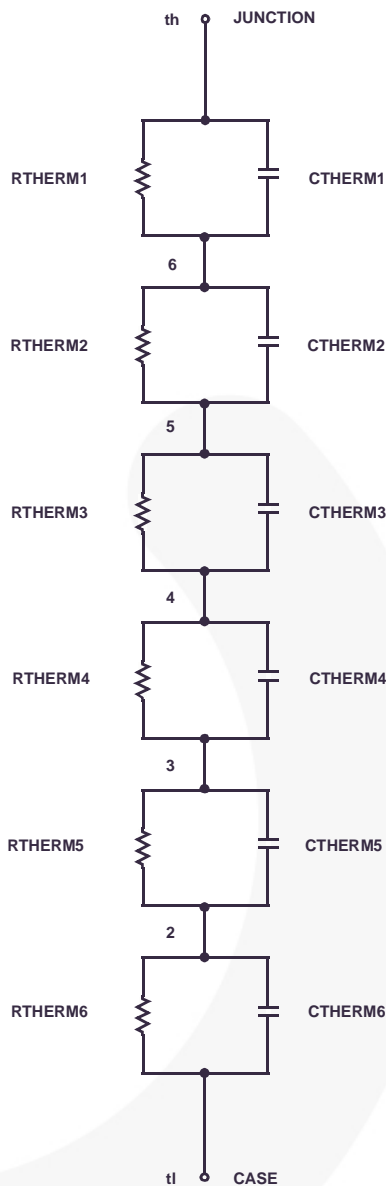 th JUNCTION
RTHERM1 CTHERM1
6
RTHERM2 CTHERM2
5
RTHERM3 CTHERM3
4
RTHERM4 CTHERM4
3
RTHERM5 CTHERM5
2
RTHERM6 CTHERM6
tl CASE